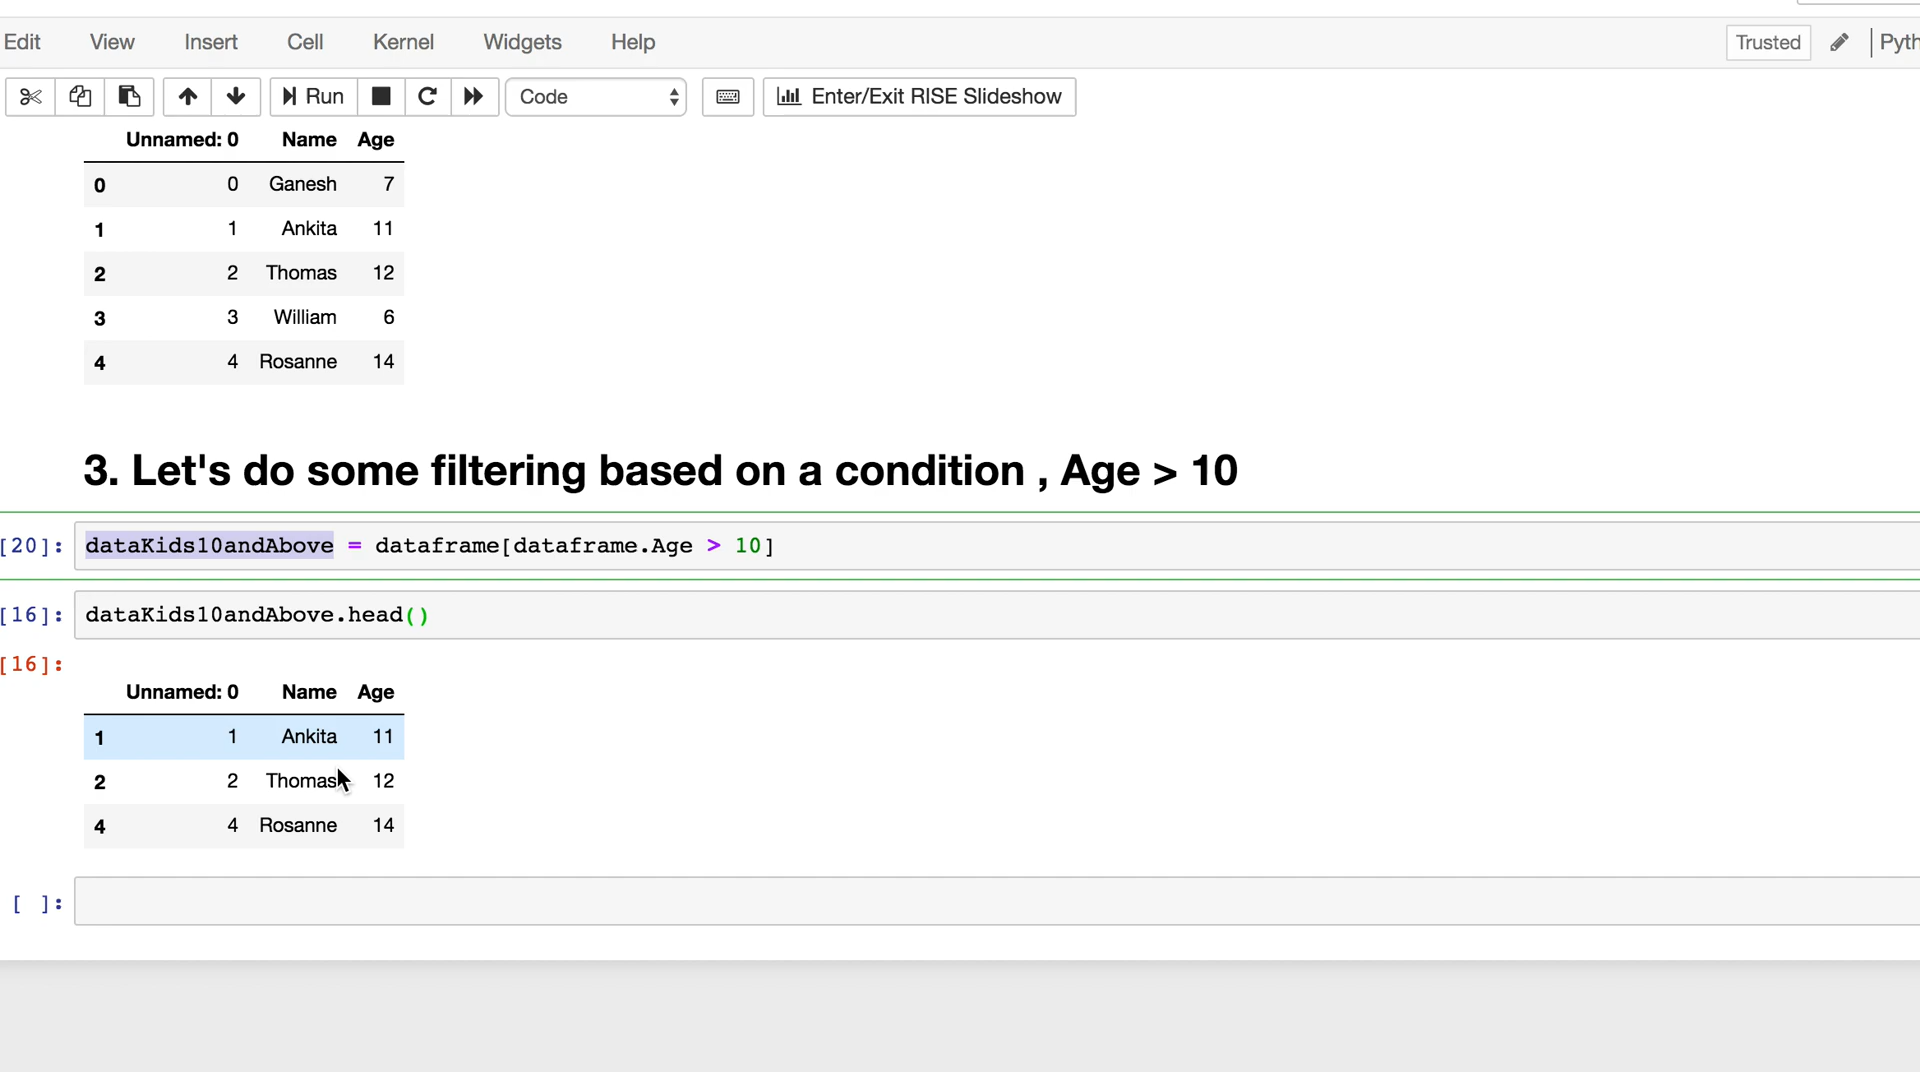 Edit View Insert Cell Kernel Widgets Help Trusted Pyth
Run Code Enter/Exit RISE Slideshow
Unnamed: 0 Name Age
0 0 Ganesh 7
1 1 Ankita 11
2 2 Thomas 12
3 3 William 6
4 4 Rosanne 14
3. Let's do some filtering based on a condition , Age > 10
[20]: dataKids10andAbove = dataframe[dataframe.Age > 10]
[16]: dataKids10andAbove.head()
[16]:
Unnamed: 0 Name Age
1 1 Ankita 11
2 2 Thomas 12
4 4 Rosanne 14
[ ]: